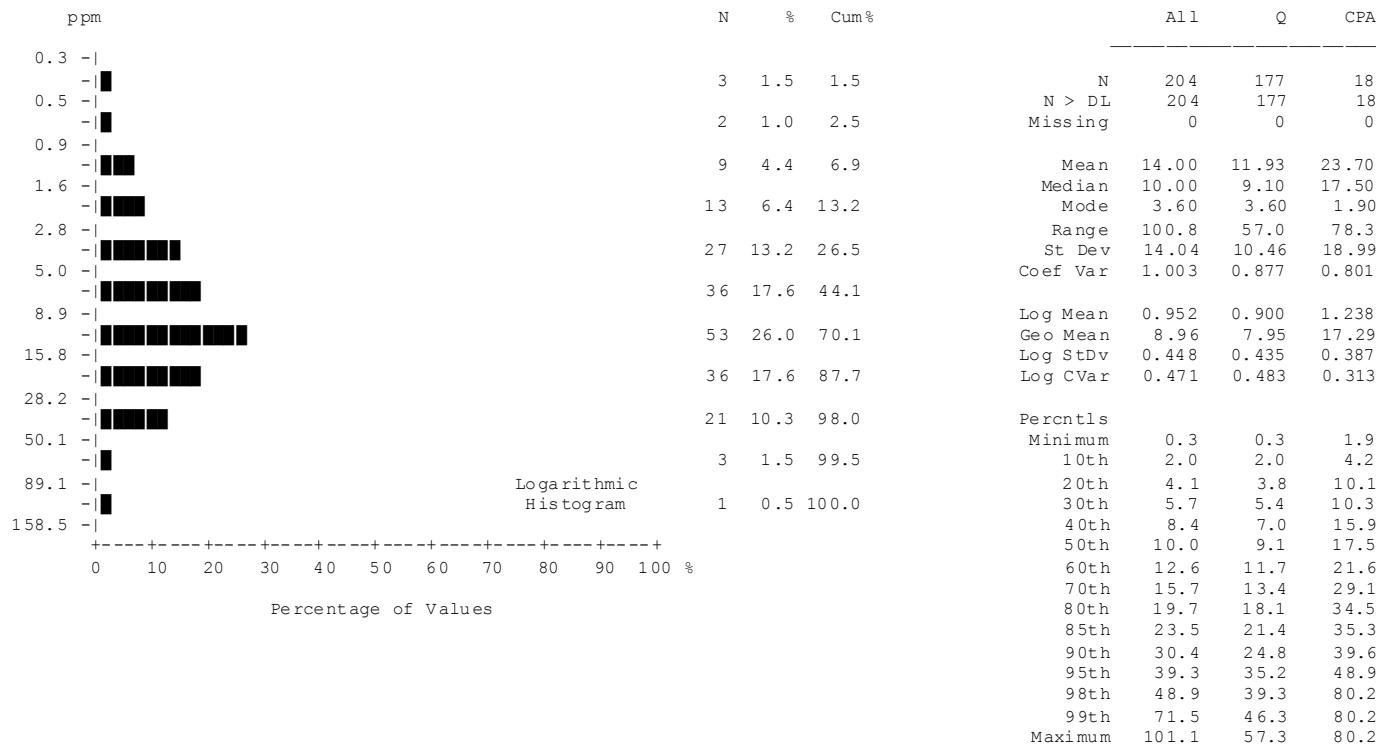 ppm N % Cum% All Q CPA
0.3 -|
-| 3 1.5 1.5 N 204 177 18
0.5 -| N > DL 204 177 18
-| 2 1.0 2.5 Missing 0 0 0
0.9 -|
-| 9 4.4 6.9 Mean 14.00 11.93 23.70
1.6 -| Median 10.00 9.10 17.50
-| 13 6.4 13.2 Mode 3.60 3.60 1.90
2.8 -| Range 100.8 57.0 78.3
-| 27 13.2 26.5 St Dev 14.04 10.46 18.99
5.0 -| Coef Var 1.003 0.877 0.801
-| 36 17.6 44.1
8.9 -| Log Mean 0.952 0.900 1.238
-| 53 26.0 70.1 Geo Mean 8.96 7.95 17.29
15.8 -| Log StDv 0.448 0.435 0.387
-| 36 17.6 87.7 Log CVar 0.471 0.483 0.313
28.2 -|
-| 21 10.3 98.0 Percntls
50.1 -| Minimum 0.3 0.3 1.9
-| 3 1.5 99.5 10th 2.0 2.0 4.2
89.1 -| Logarithmic 20th 4.1 3.8 10.1
-| Histogram 1 0.5 100.0 30th 5.7 5.4 10.3
158.5 -| 40th 8.4 7.0 15.9
+----+----+----+----+----+----+----+----+----+----+ 50th 10.0 9.1 17.5
0 10 20 30 40 50 60 70 80 90 100 % 60th 12.6 11.7 21.6
70th 15.7 13.4 29.1
Percentage of Values 80th 19.7 18.1 34.5
85th 23.5 21.4 35.3
90th 30.4 24.8 39.6
95th 39.3 35.2 48.9
98th 48.9 39.3 80.2
99th 71.5 46.3 80.2
Maximum 101.1 57.3 80.2